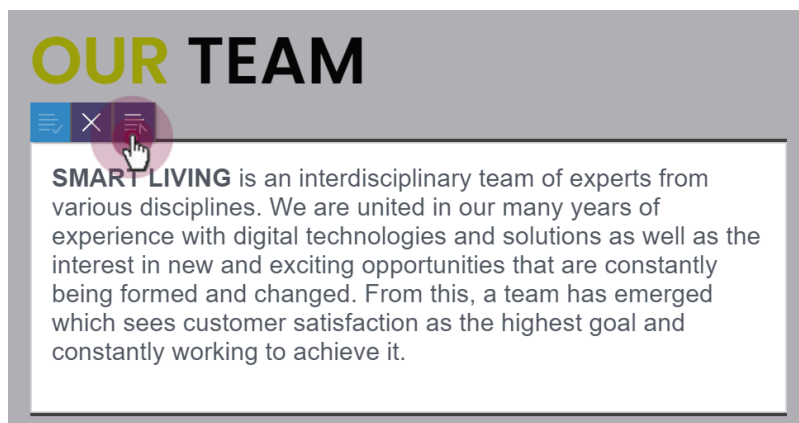 OUR TEAM
SMART LIVING is an interdisciplinary team of experts from
various disciplines. We are united in our many years of
experience with digital technologies and solutions as well as the
interest in new and exciting opportunities that are constantly
being formed and changed. From this, a team has emerged
which sees customer satisfaction as the highest goal and
constantly working to achieve it.